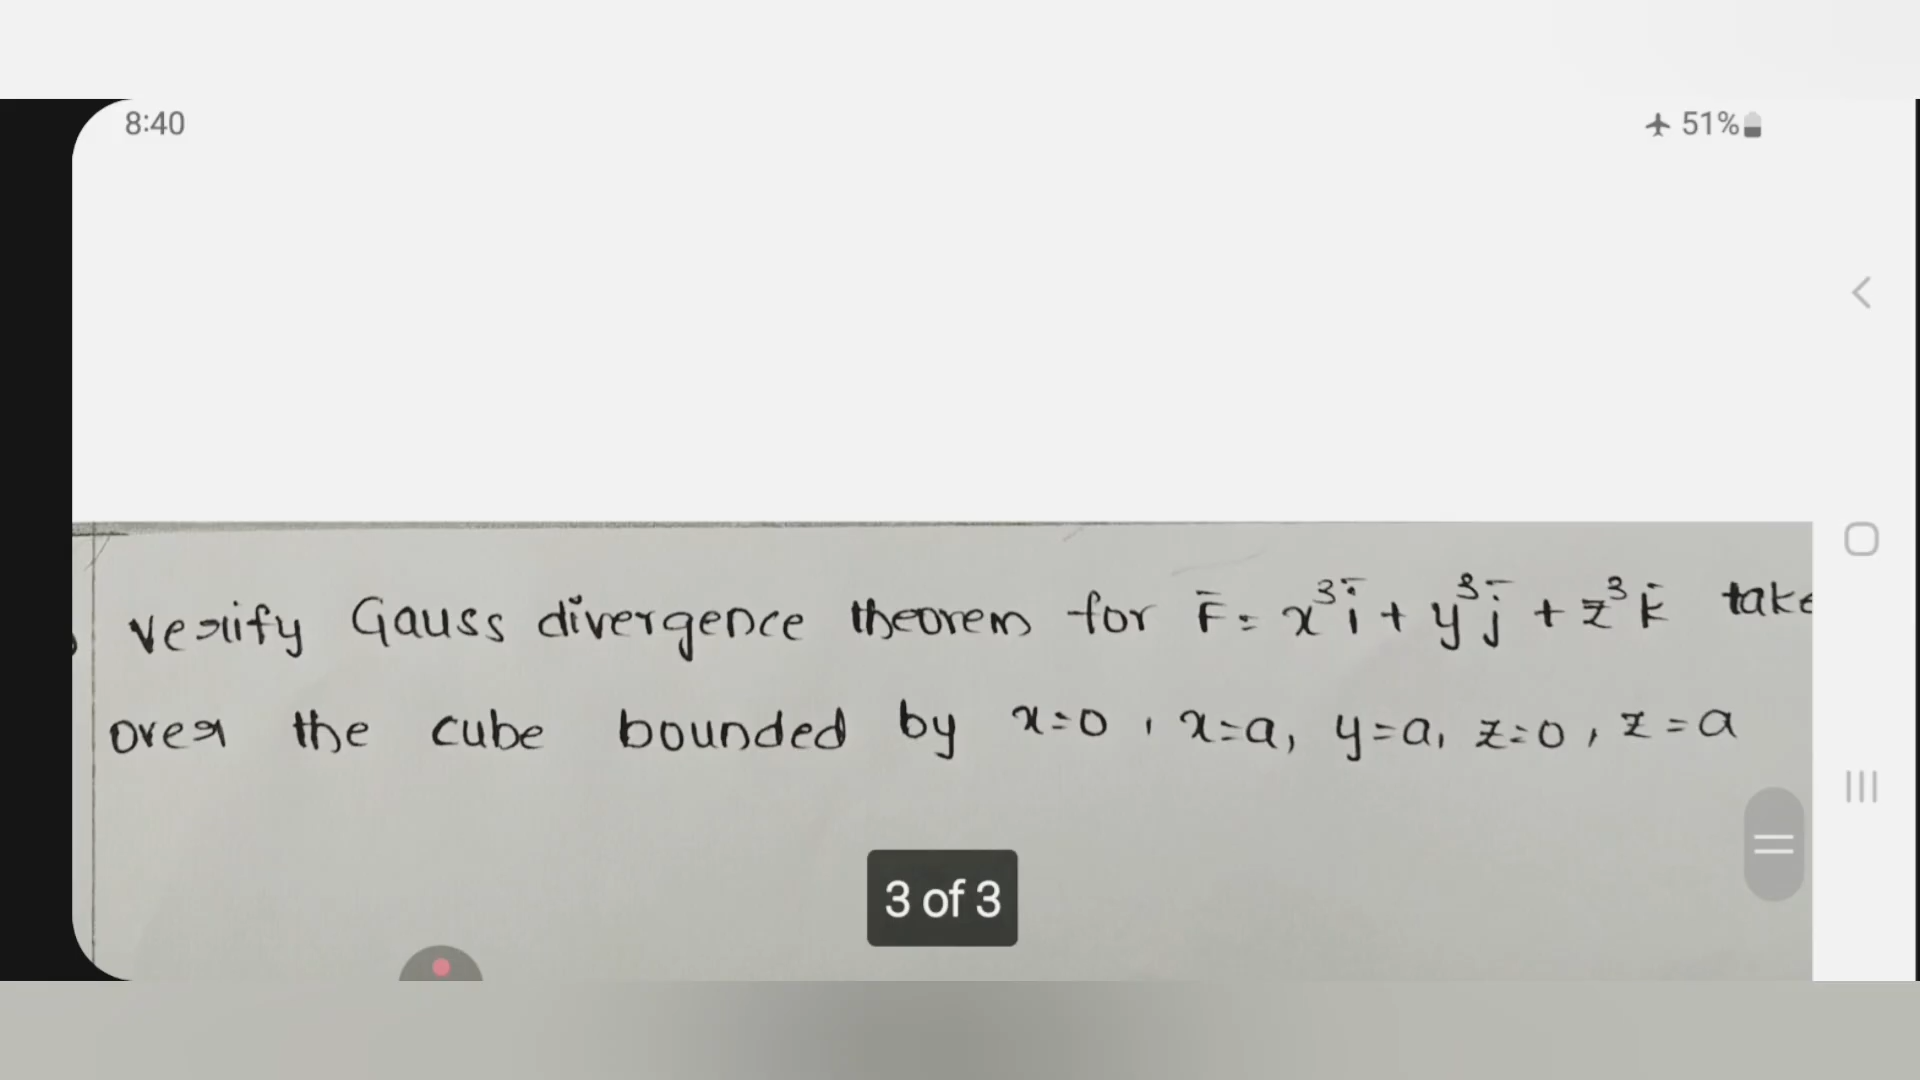 8:40
51%
Verify Gauss divergence theorem for F̄ = x³ī + y³j̄ + z³k̄
over the cube bounded by x=0, x=a, y=a, z=0, z=a
3 of 3